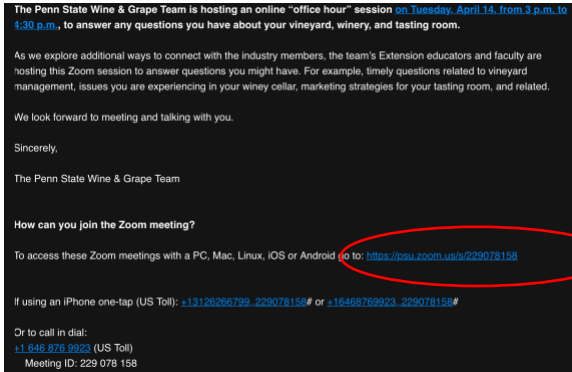 The Penn State Wine & Grape Team is hosting an online “office hour” session on Tuesday, April 14, from 3 p.m. to
4:30 p.m., to answer any questions you have about your vineyard, winery, and tasting room.
As we explore additional ways to connect with the industry members, the team's Extension educators and faculty are
hosting this Zoom session to answer questions you might have. For example, timely questions related to vineyard
management, issues you are experiencing in your winey cellar, marketing strategies for your tasting room, and related.
We look forward to meeting and talking with you.
Sincerely,
The Penn State Wine & Grape Team
How can you join the Zoom meeting?
To access these Zoom meetings with a PC, Mac, Linux, iOS or Android go to: https://psu.zoom.us/s/229078158
If using an iPhone one-tap (US Toll): +13126266799,,229078158# or +16468769923,,229078158#
Or to call in dial:
+1 646 876 9923 (US Toll)
Meeting ID: 229 078 158